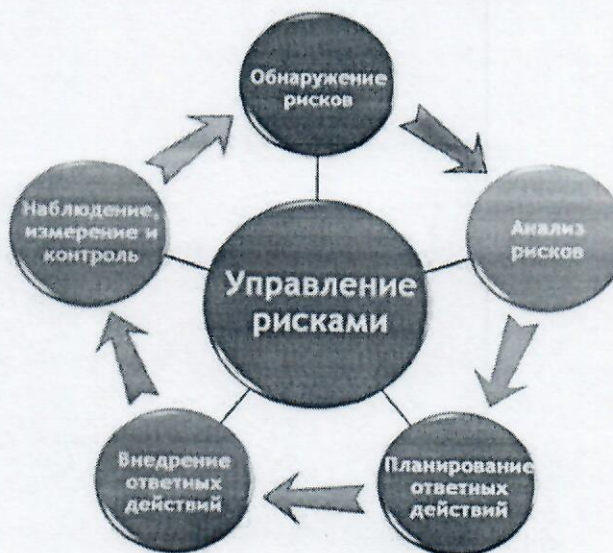 Обнаружение
рисков
Анализ
рисков
Планирование
ответных
действий
Внедрение
ответных
действий
Наблюдение,
измерение и
контроль
Управление
рисками